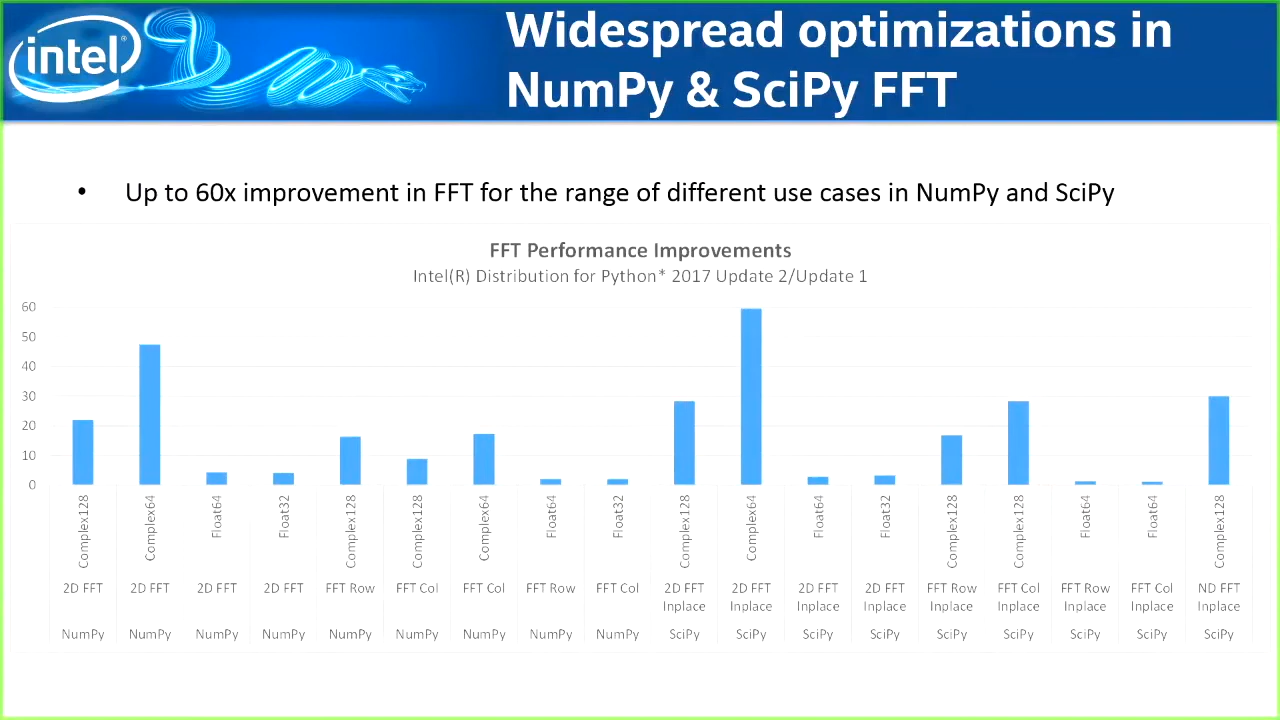 intel®
Widespread optimizations in
NumPy & SciPy FFT
• Up to 60x improvement in FFT for the range of different use cases in NumPy and SciPy
FFT Performance Improvements
Intel(R) Distribution for Python* 2017 Update 2/Update 1
60
50
40
30
20
10
0
Complex128 Complex64 Float64 Float32 Complex128 Complex128 Complex64 Float64 Float32 Complex128 Complex64 Float64 Float32 Complex128 Complex128 Float64 Float64 Complex128
2D FFT 2D FFT 2D FFT 2D FFT FFT Row FFT Col FFT Col FFT Row FFT Col 2D FFT 2D FFT 2D FFT 2D FFT FFT Row FFT Col FFT Row FFT Col ND FFT
Inplace Inplace Inplace Inplace Inplace Inplace Inplace Inplace Inplace
NumPy NumPy NumPy NumPy NumPy NumPy NumPy NumPy NumPy SciPy SciPy SciPy SciPy SciPy SciPy SciPy SciPy SciPy